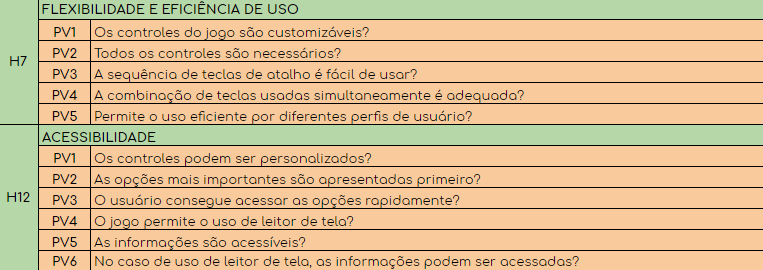 FLEXIBILIDADE E EFICIÊNCIA DE USO
H7
PV1 Os controles do jogo são customizáveis?
PV2 Todos os controles são necessários?
PV3 A sequência de teclas de atalho é fácil de usar?
PV4 A combinação de teclas usadas simultaneamente é adequada?
PV5 Permite o uso eficiente por diferentes perfis de usuário?
ACESSIBILIDADE
H12
PV1 Os controles podem ser personalizados?
PV2 As opções mais importantes são apresentadas primeiro?
PV3 O usuário consegue acessar as opções rapidamente?
PV4 O jogo permite o uso de leitor de tela?
PV5 As informações são acessíveis?
PV6 No caso de uso de leitor de tela, as informações podem ser acessadas?